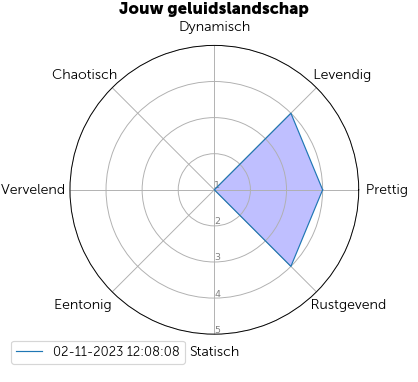 Jouw geluidslandschap
Dynamisch
Chaotisch
Levendig
Vervelend
1
Prettig
2
3
4
Eentonig
Rustgevend
5
02-11-2023 12:08:08
Statisch